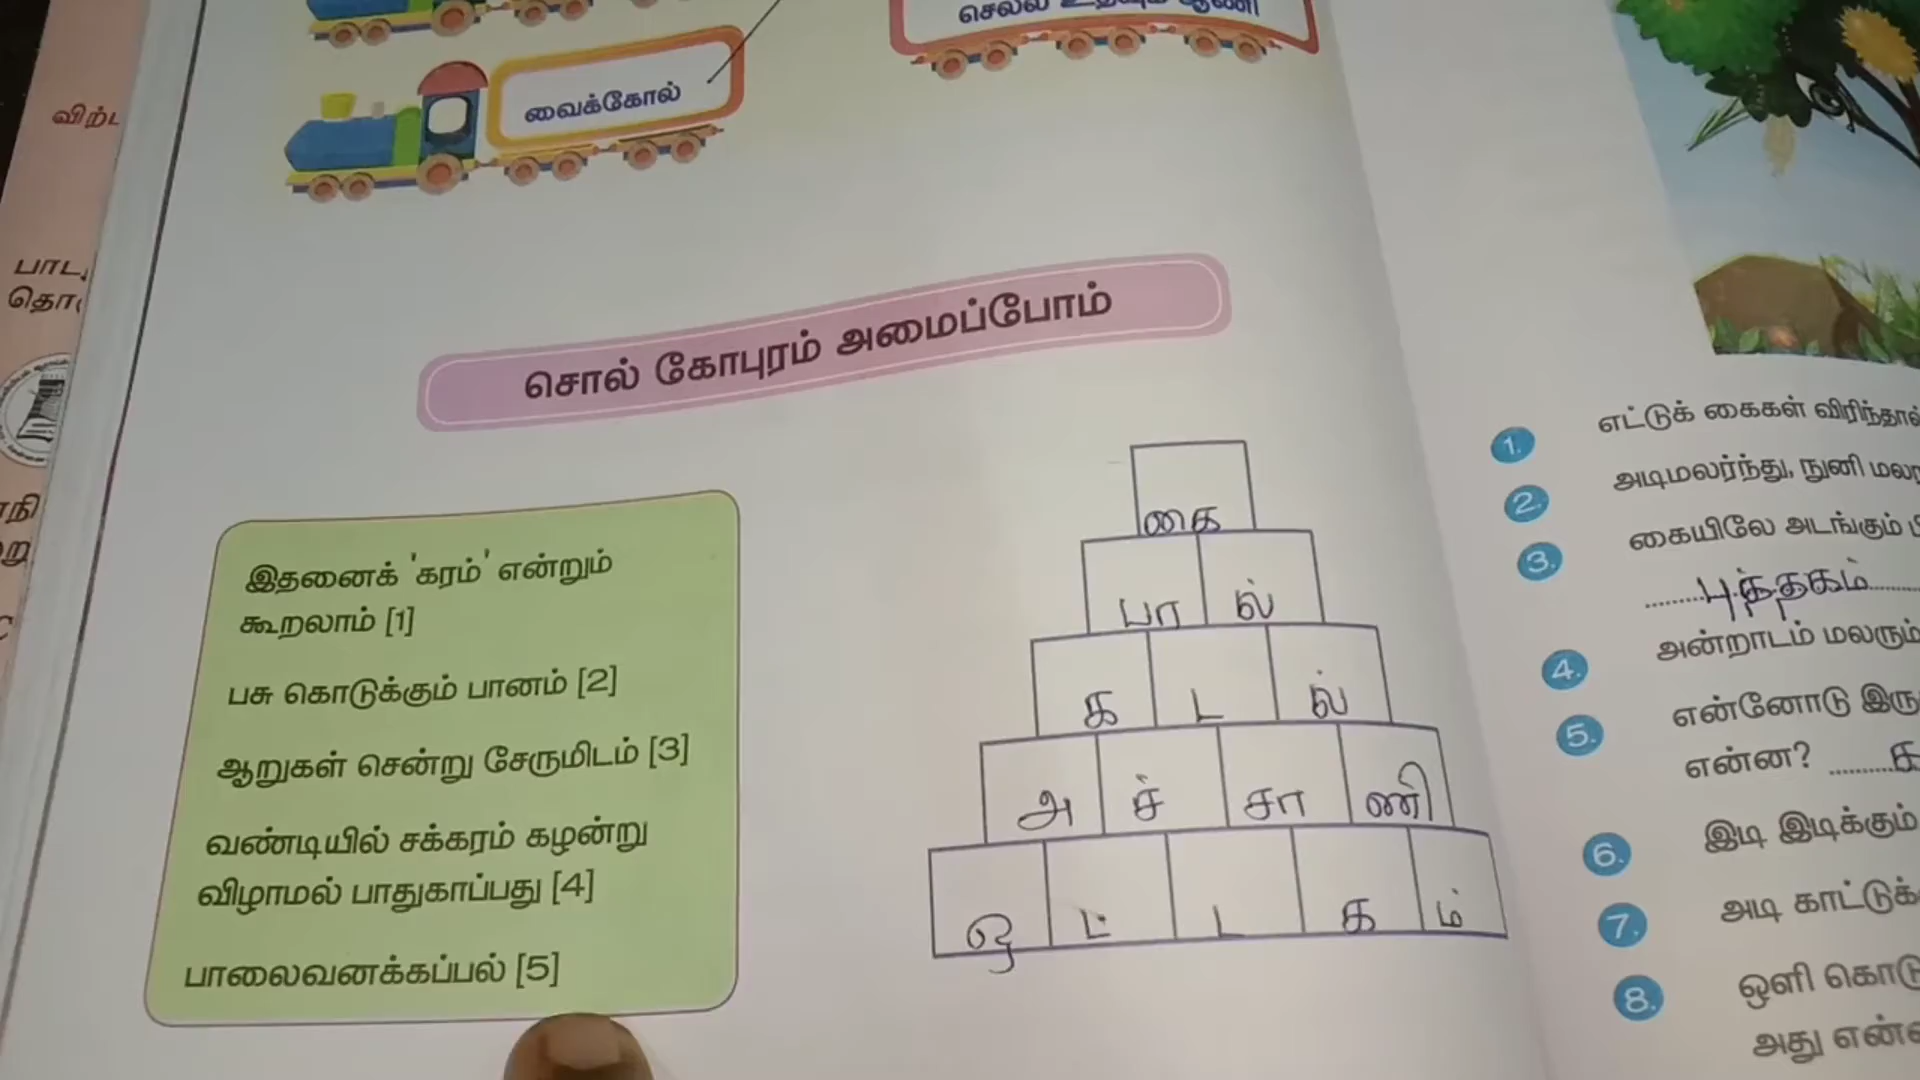 வைக்கோல்
சொல் கோபுரம் அமைப்போம்
இதனைக் 'கரம்' என்றும்
கூறலாம் [1]
பசு கொடுக்கும் பானம் [2]
ஆறுகள் சென்று சேருமிடம் [3]
வண்டியில் சக்கரம் கழன்று
விழாமல் பாதுகாப்பது [4]
பாலைவனக்கப்பல் [5]
கை
பா ல்
க ட ல்
அ ச் சா ணி
ஒ ட் ட க ம்
1. எட்டுக் கைகள் விரிந்தால்
2. அடிமலர்ந்து, நுனி
3. கையிலே அடங்கும்
புத்தகம்
4. அன்றாடம் மலரும்
5. என்னோடு
என்ன?
6. இடி இடிக்கும்
7. அடி
8. ஒளி
அது